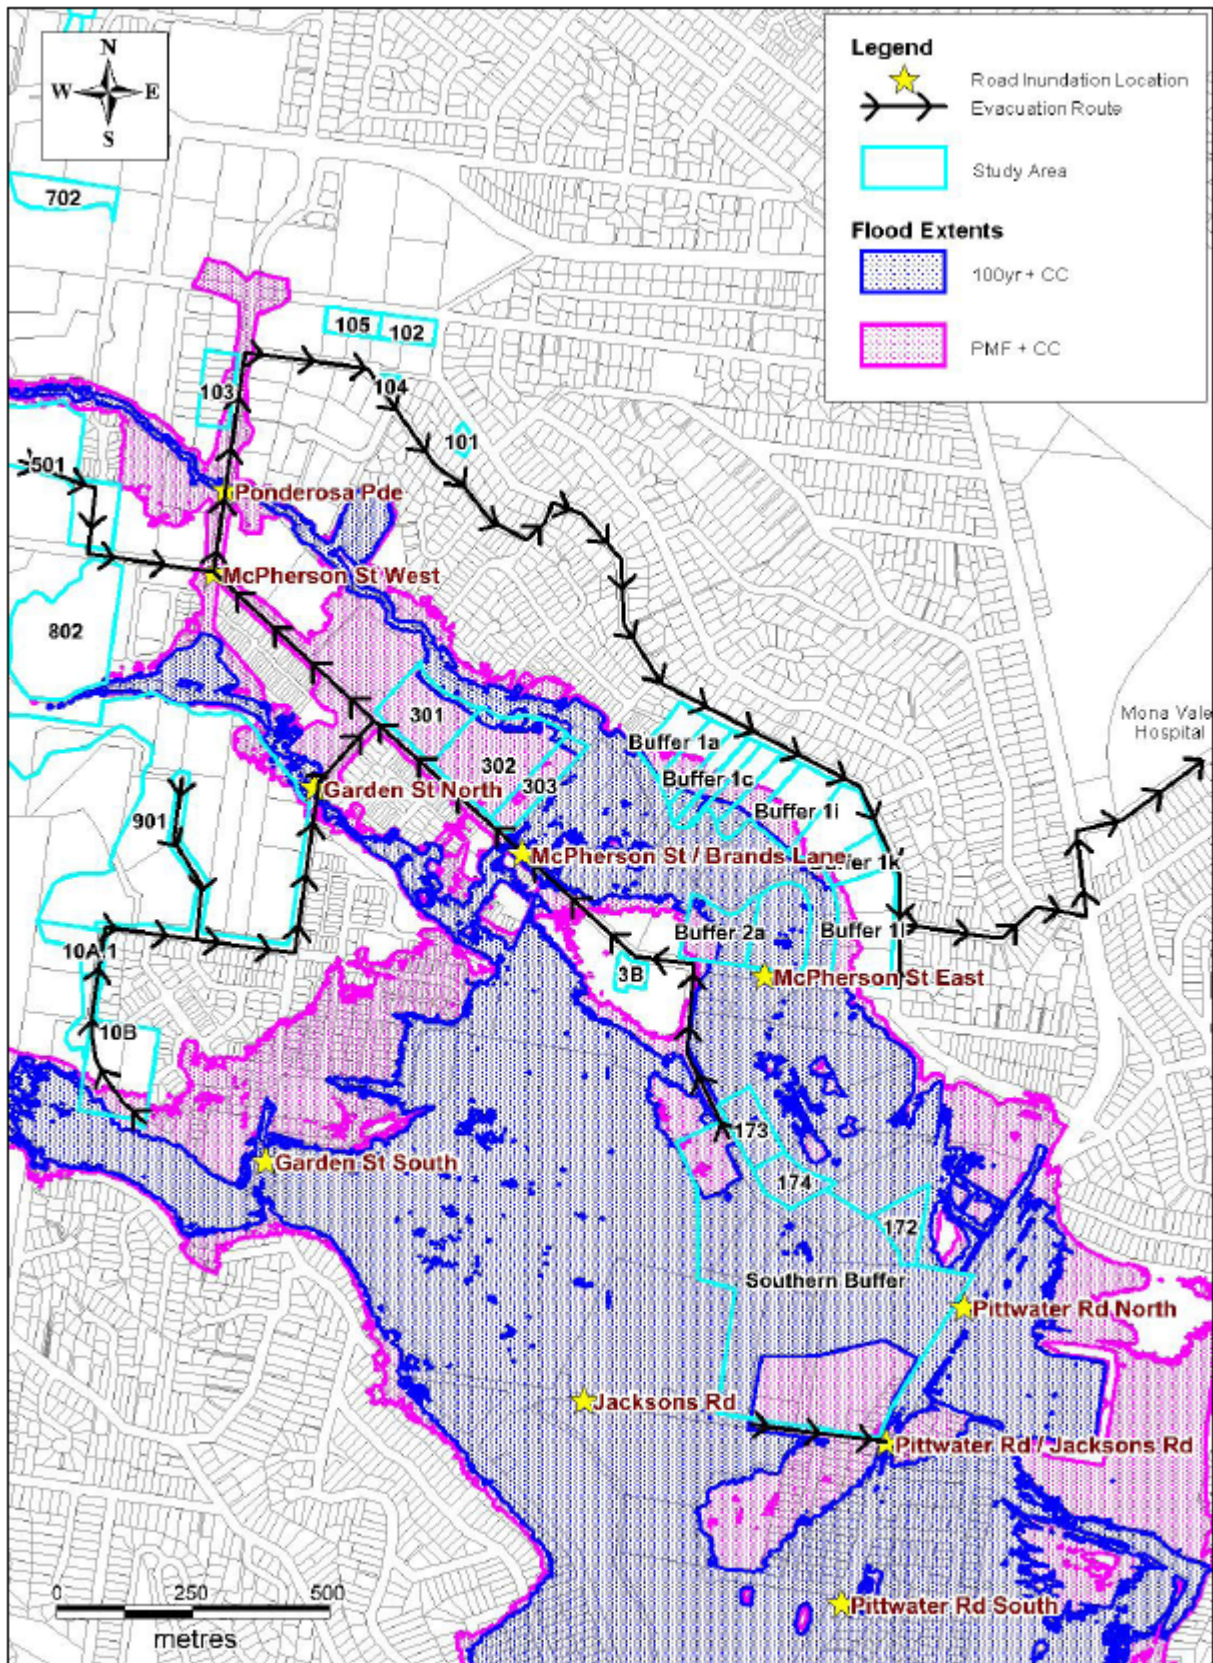 N
W E
S
Legend
Road Inundation Location
Evacuation Route
Study Area
Flood Extents
100yr + CC
PMF + CC
702
105
102
103
104
101
501
Ponderosa Pde
McPherson St West
802
301
Buffer 1a
Mona Vale
Hospital
302
Buffer 1c
303
Garden St North
Buffer 1i
901
McPherson St / Brands Lane
Buffer 1k
Buffer 2a
Buffer 1l
10A/1
3B
McPherson St East
10B
173
Garden St South
174
172
Southern Buffer
Pittwater Rd North
Jacksons Rd
Pittwater Rd / Jacksons Rd
0 250 500
Pittwater Rd South
metres